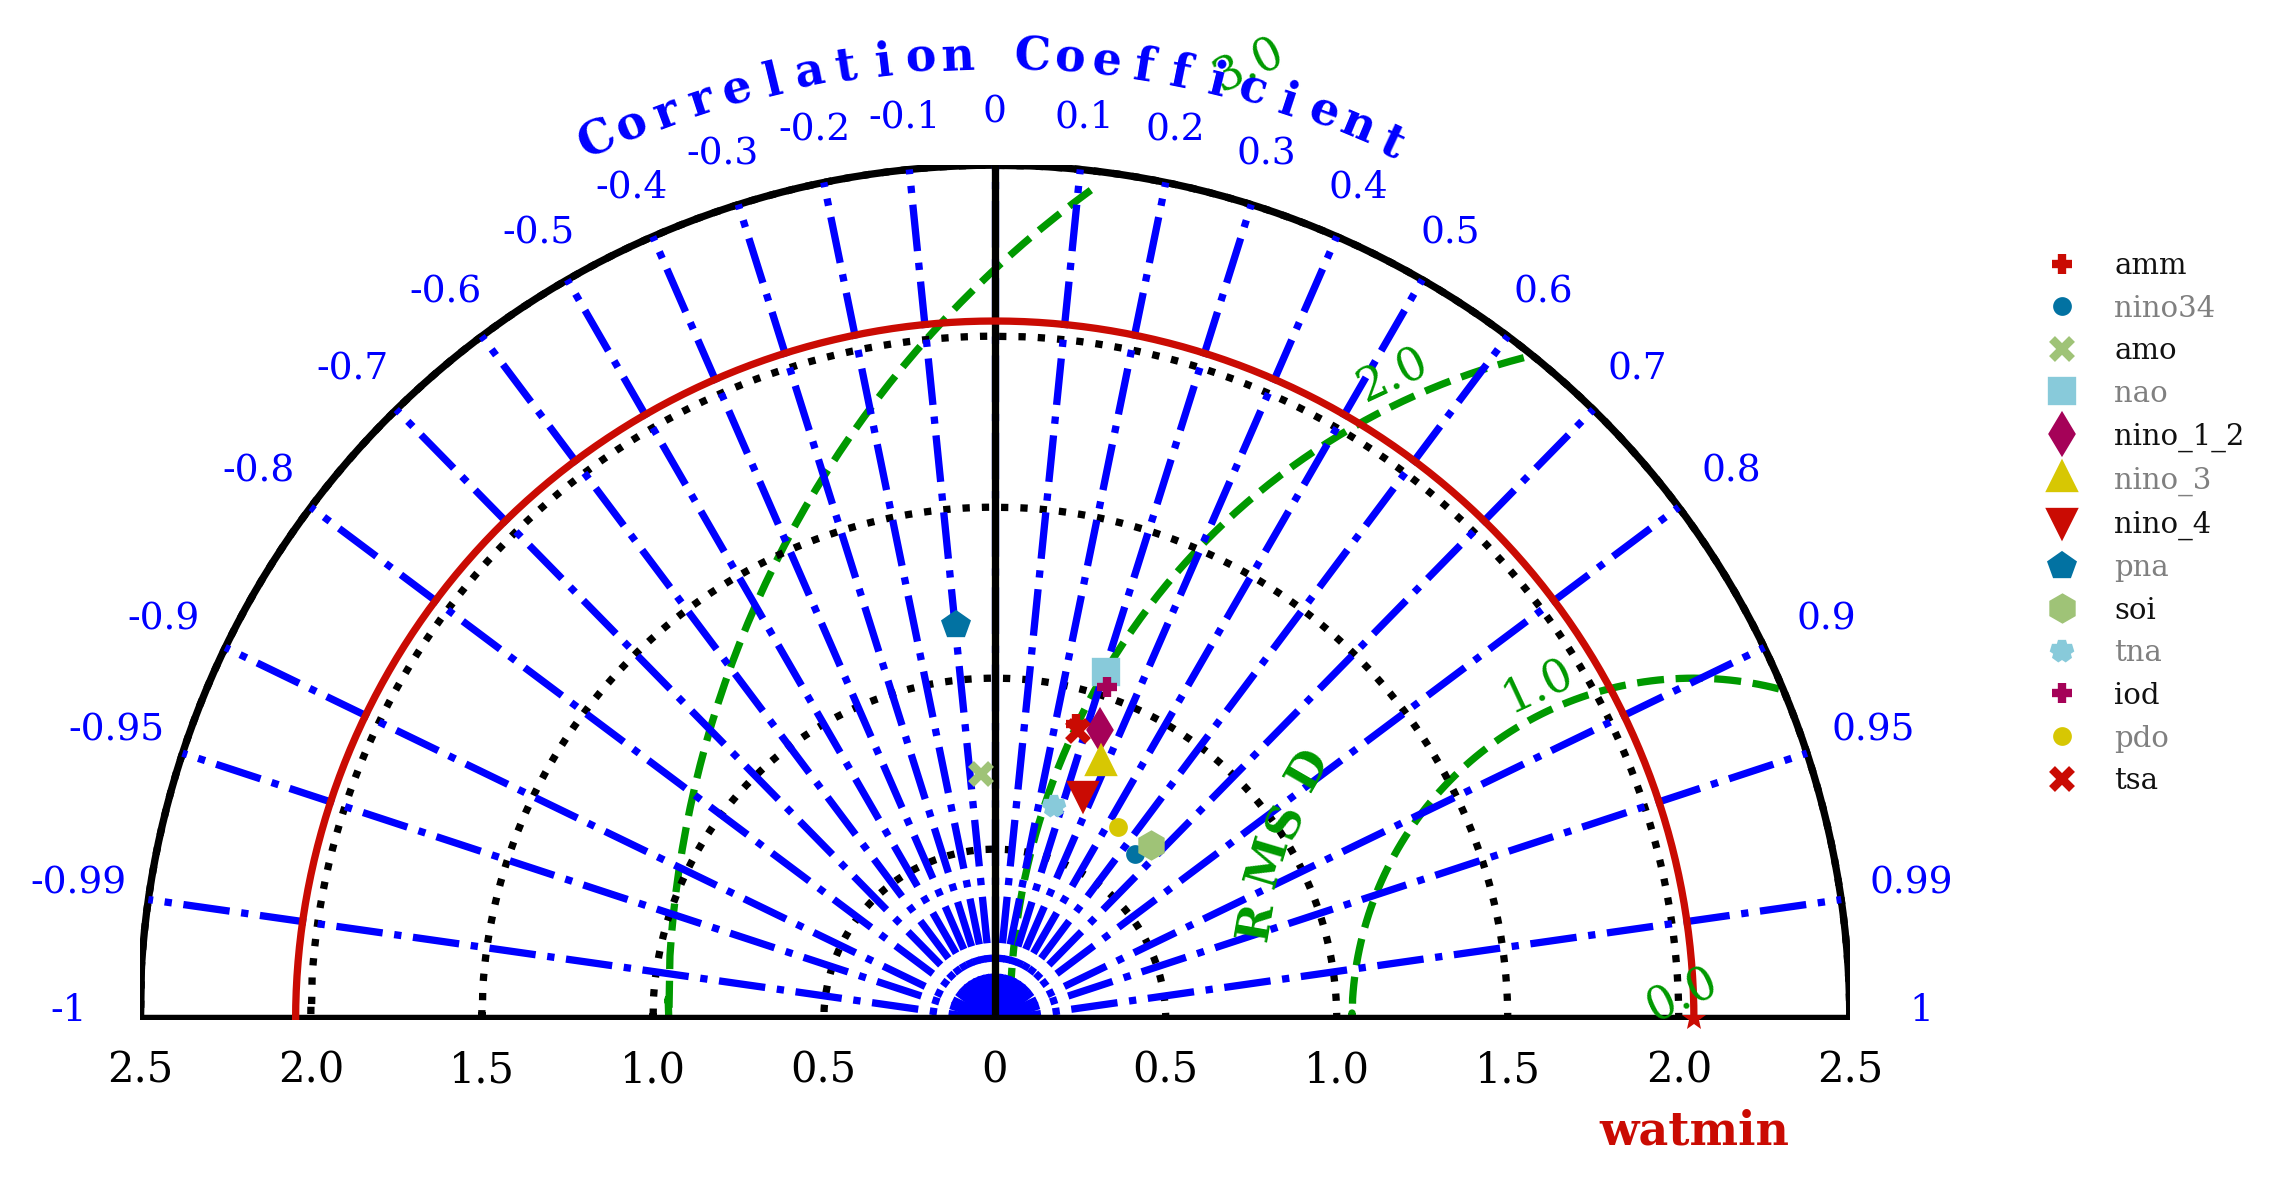 Correlation Coefficient
3.0
-0.1 0 0.1
-0.2 0.2
-0.3 0.3
-0.4 0.4
-0.5 0.5
-0.6 0.6
-0.7 0.7
-0.8 0.8
-0.9 0.9
-0.95 0.95
-0.99 0.99
-1 1
2.0
1.0
RMSD
0.0
2.5 2.0 1.5 1.0 0.5 0 0.5 1.0 1.5 2.0 2.5
watmin
amm
nino34
amo
nao
nino_1_2
nino_3
nino_4
pna
soi
tna
iod
pdo
tsa